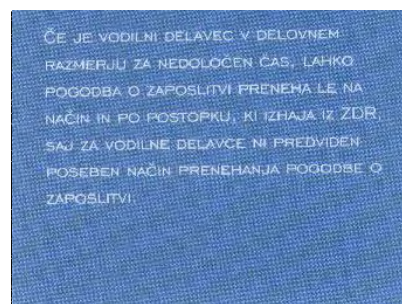 Če je vodilni delavec v delovnem
razmerju za nedoločen čas, lahko
pogodba o zaposlitvi preneha le na
način in po postopku, ki izhaja iz ZDR,
saj za vodilne delavce ni predviden
poseben način prenehanja pogodbe o
zaposlitvi.